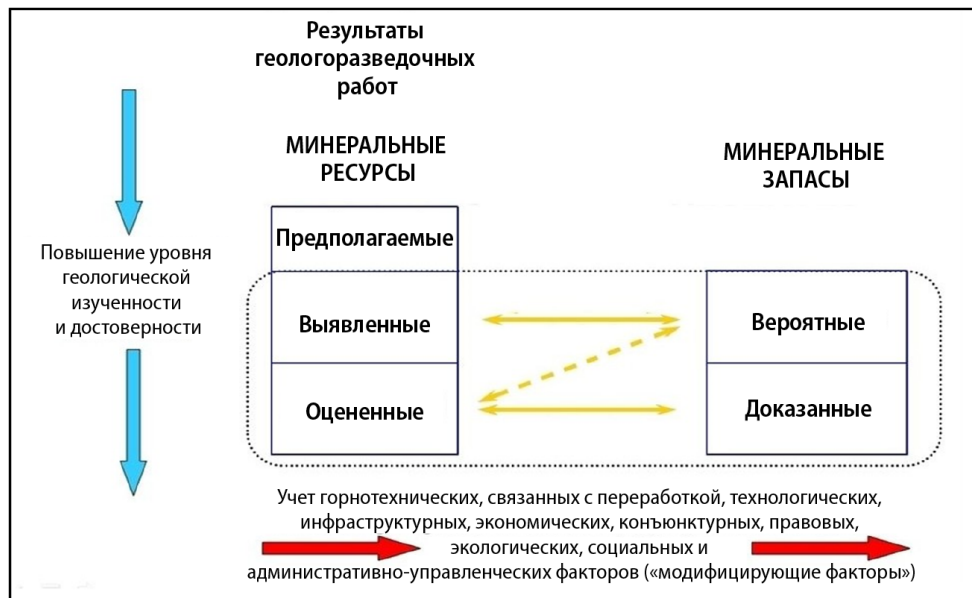 Результаты
геологоразведочных
работ
МИНЕРАЛЬНЫЕ
РЕСУРСЫ
МИНЕРАЛЬНЫЕ
ЗАПАСЫ
Предполагаемые
Повышение уровня
геологической
изученности
и достоверности
Выявленные
Вероятные
Оцененные
Доказанные
Учет горнотехнических, связанных с переработкой, технологических,
инфраструктурных, экономических, конъюнктурных, правовых,
экологических, социальных и
административно-управленческих факторов («модифицирующие факторы»)